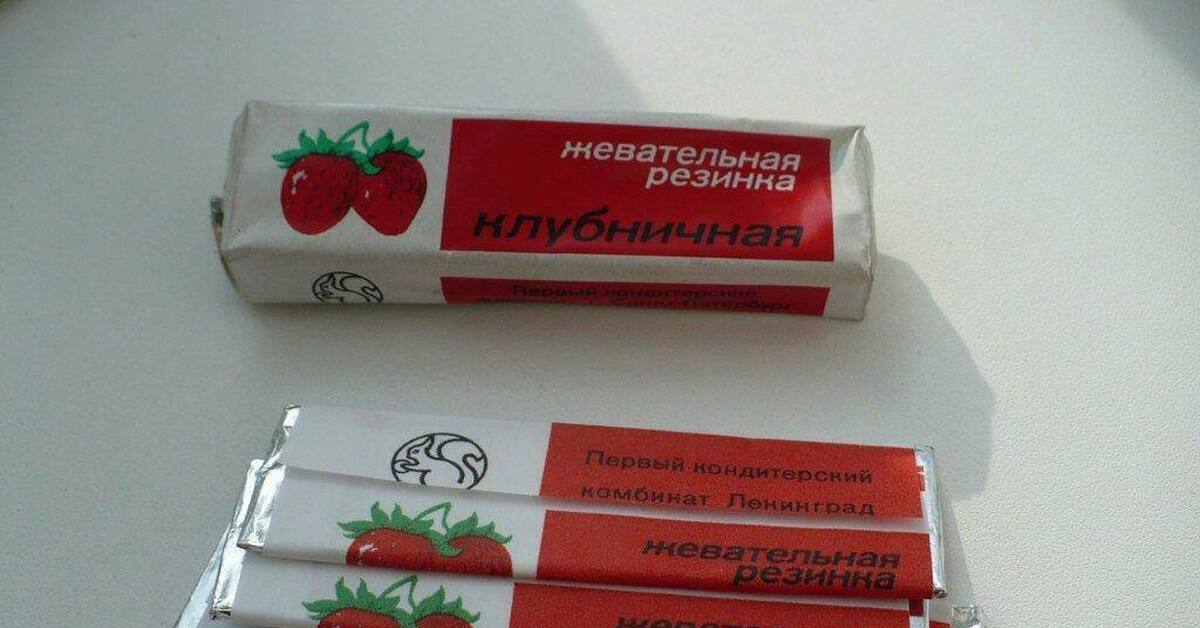 жевательная
резинка
клубничная
Первый кондитерский
Санкт-Петербург
Первый кондитерский
комбинат Ленинград
жевательная
резинка